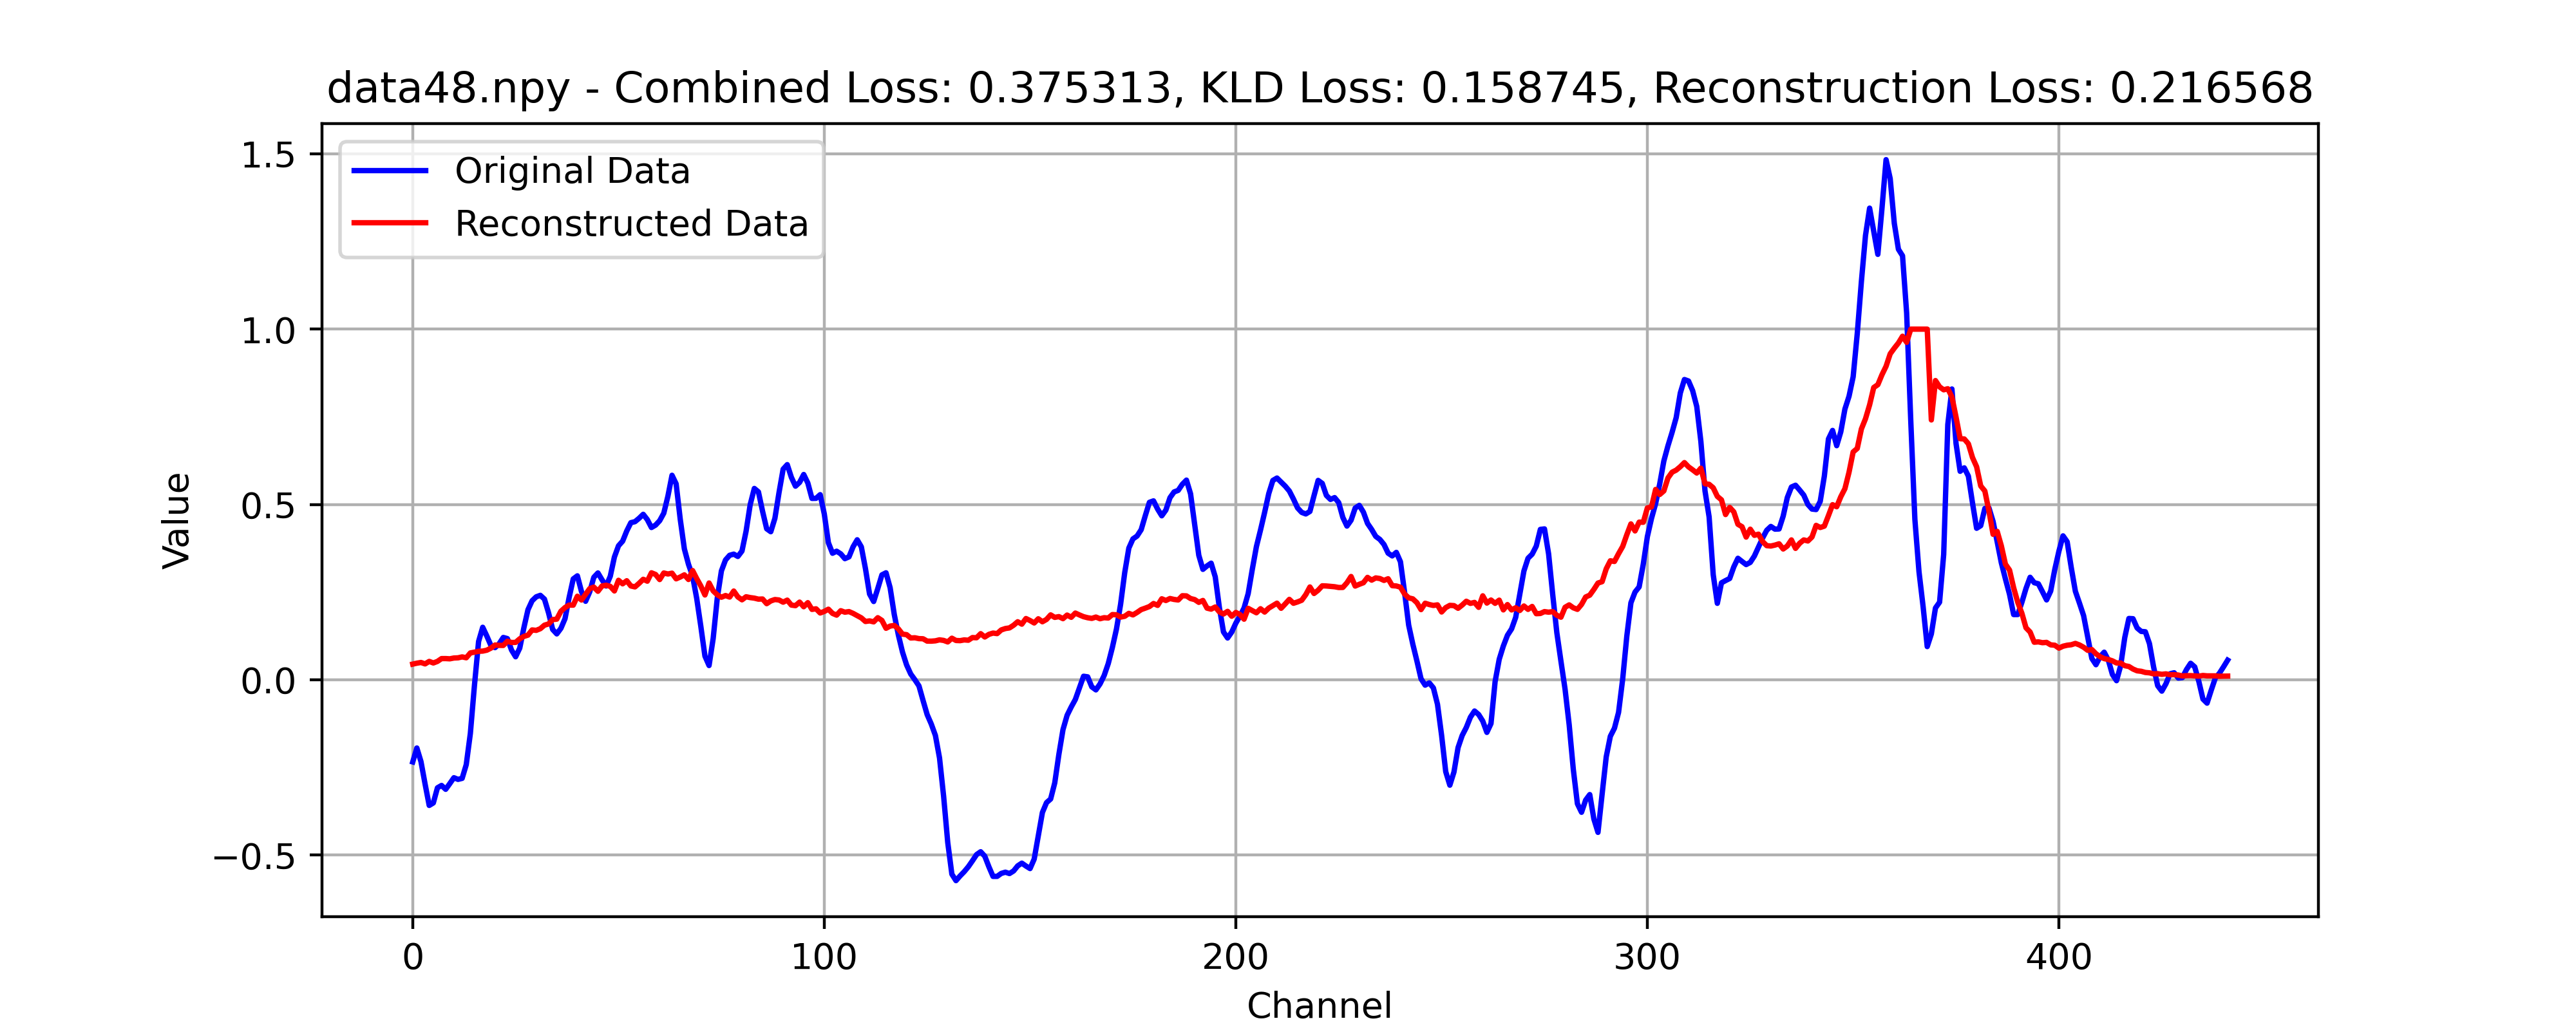 data48.npy - Combined Loss: 0.375313, KLD Loss: 0.158745, Reconstruction Loss: 0.216568
Original Data
Reconstructed Data
Value
1.5
1.0
0.5
0.0
−0.5
0 100 200 300 400
Channel